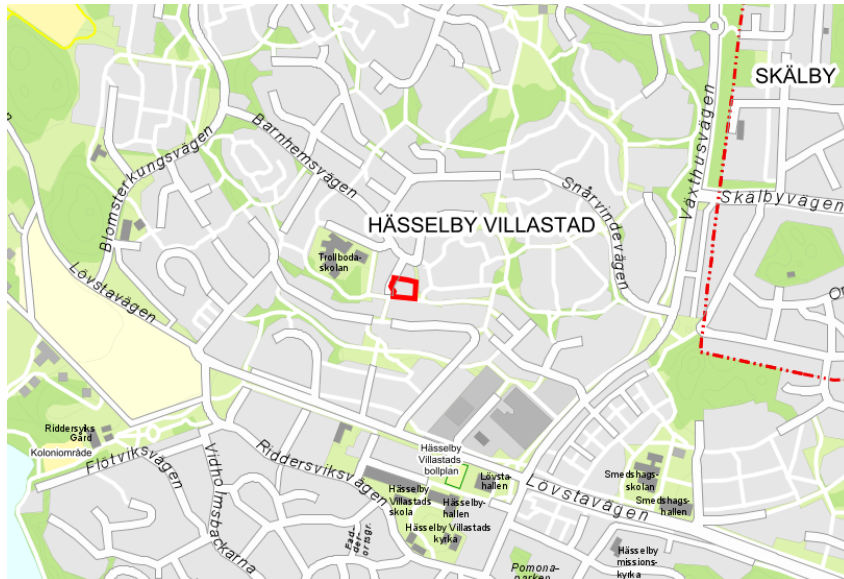 SKÄLBY
Växthusvägen
Barnhemsvägen
Blomsterkungsvägen
Snårvindevägen
Skälbyvägen
HÄSSELBY VILLASTAD
Trollboda-
skolan
Lövstavägen
Riddersviksvägen
Riddersviks
Gård
Koloniområde
Flötviksvägen
Vidholmsbackarna
Hässelby
Villastads
bollplan
Lövsta-
hallen
Lövstavägen
Smedshags-
skolan
Smedshags-
hallen
Hässelby
Villastads
skola
Hässelby-
hallen
Hässelby Villastads
kyrka
Hässelby
missions-
kyrka
Pomona-
parken